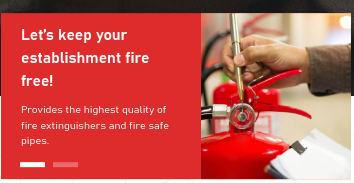 Let's keep your
establishment fire
free!
Provides the highest quality of
fire extinguishers and fire safe
pipes.